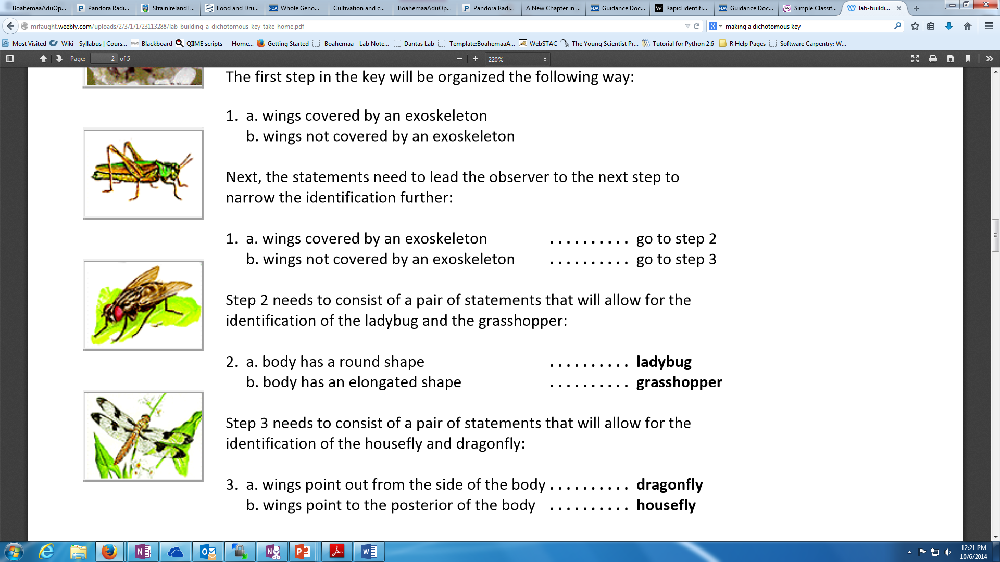 BoahemaaAduOp...
Pandora Radi...
StrainIrelandF...
Food and Dru...
FDA Whole Geno...
Cultivation and c...
BoahemaaAduOp...
Pandora Radi...
A New Chapter in ...
FDA Guidance Doc...
W Rapid identifi...
FDA Guidance Doc...
Simple Classif...
lab-buildi...
mrfaught.weebly.com/uploads/2/3/1/1/23113288/lab-building-a-dichotomous-key-take-home.pdf
making a dichotomous key
Most Visited
Wiki - Syllabus | Cours...
Blackboard
QIIME scripts — Home...
Getting Started
Boahemaa - Lab Note...
Dantas Lab
Template:BoahemaaA...
WebSTAC
The Young Scientist Pr...
Tutorial for Python 2.6
R Help Pages
Software Carpentry: W...
Page: 2 of 5
220%
The first step in the key will be organized the following way:
1. a. wings covered by an exoskeleton
b. wings not covered by an exoskeleton
Next, the statements need to lead the observer to the next step to
narrow the identification further:
1. a. wings covered by an exoskeleton .......... go to step 2
b. wings not covered by an exoskeleton .......... go to step 3
Step 2 needs to consist of a pair of statements that will allow for the
identification of the ladybug and the grasshopper:
2. a. body has a round shape .......... ladybug
b. body has an elongated shape .......... grasshopper
Step 3 needs to consist of a pair of statements that will allow for the
identification of the housefly and dragonfly:
3. a. wings point out from the side of the body .......... dragonfly
b. wings point to the posterior of the body .......... housefly
12:21 PM
10/6/2014